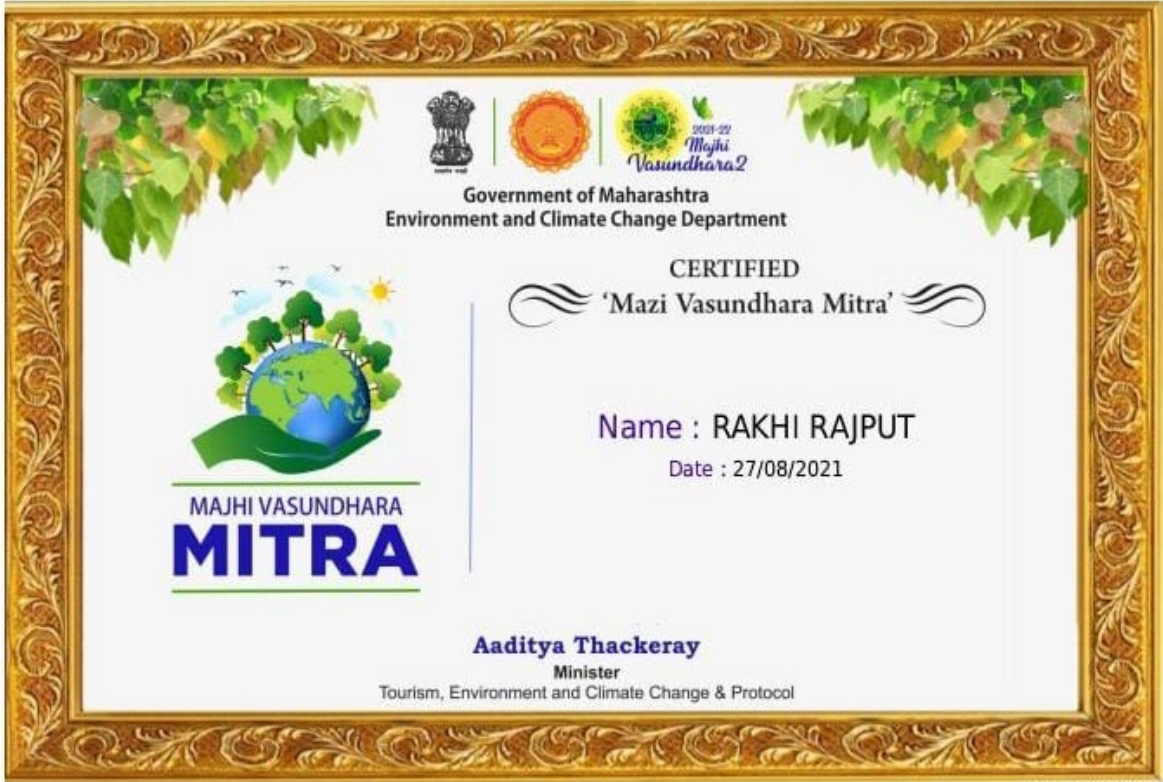 2021-22
Majhi
Vasundhara2
Government of Maharashtra
Environment and Climate Change Department
CERTIFIED
‘Mazi Vasundhara Mitra’
Name : RAKHI RAJPUT
Date : 27/08/2021
MAJHI VASUNDHARA
MITRA
Aaditya Thackeray
Minister
Tourism, Environment and Climate Change & Protocol